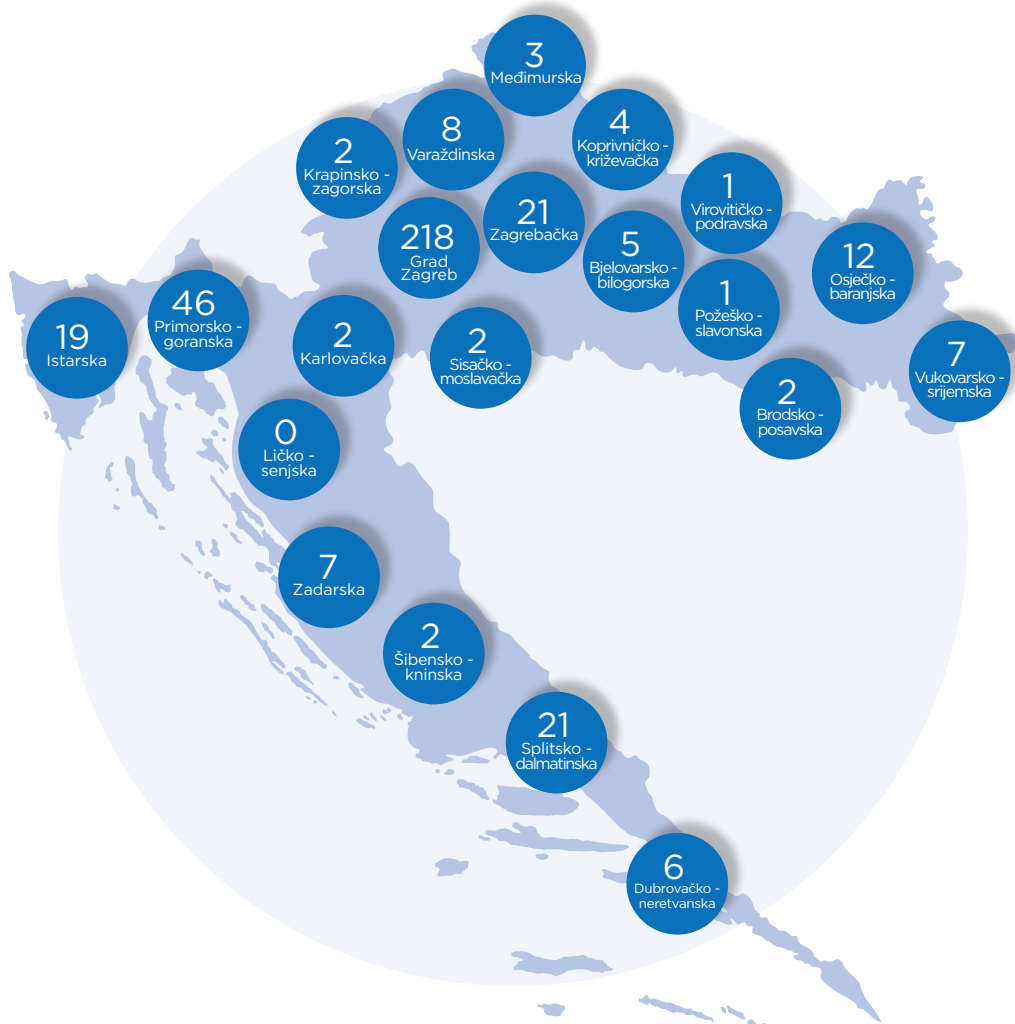 3
Međimurska
8
Varaždinska
4
Koprivničko -
križevačka
2
Krapinsko -
zagorska
1
Virovitičko -
podravska
21
Zagrebačka
218
Grad
Zagreb
5
Bjelovarsko -
bilogorska
12
Osječko -
baranjska
46
Primorsko -
goranska
1
Požeško -
slavonska
19
Istarska
2
Karlovačka
2
Sisačko -
moslavačka
7
Vukovarsko -
srijemska
2
Brodsko -
posavska
0
Ličko -
senjska
7
Zadarska
2
Šibensko -
kninska
21
Splitsko -
dalmatinska
6
Dubrovačko -
neretvanska